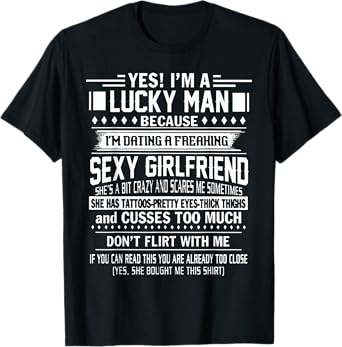 YES! I'M A
LUCKY MAN
BECAUSE
I'M DATING A FREAKING
SEXY GIRLFRIEND
SHE'S A BIT CRAZY AND SCARES ME SOMETIMES
SHE HAS TATTOOS-PRETTY EYES-THICK THIGHS
and CUSSES TOO MUCH
DON'T FLIRT WITH ME
IF YOU CAN READ THIS YOU ARE ALREADY TOO CLOSE
(YES, SHE BOUGHT ME THIS SHIRT)